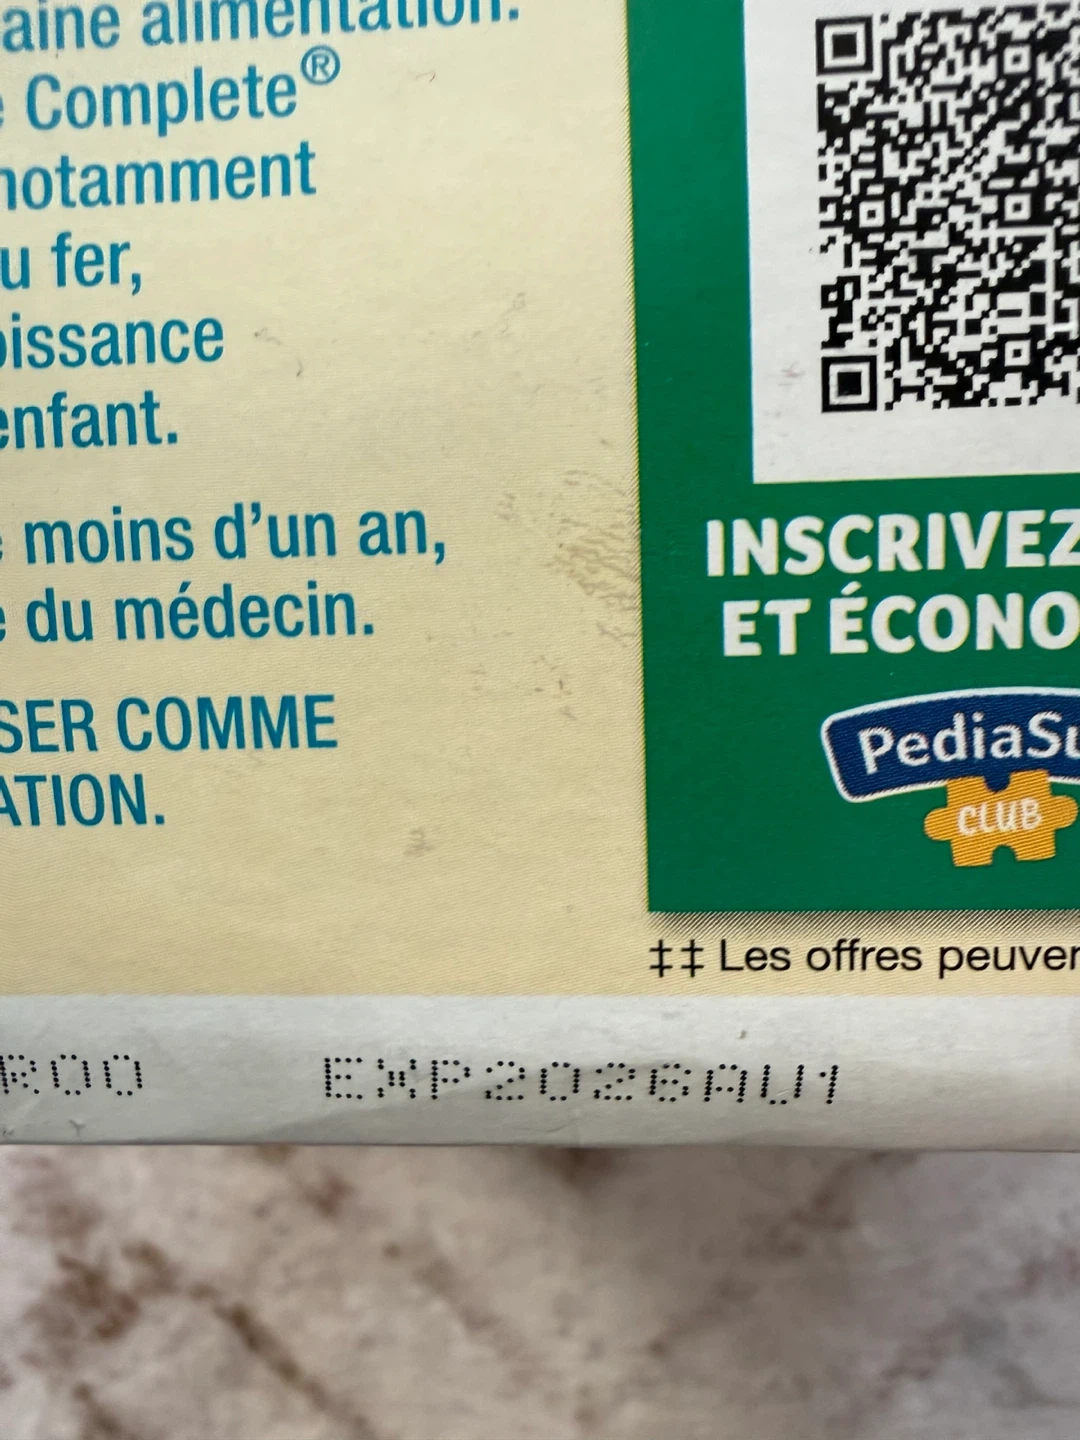 aine alimentation.
e Complete®
notamment
u fer,
oissance
enfant.
e moins d'un an,
e du médecin.
SER COMME
ATION.
INSCRIVEZ
ET ÉCONO
PediaSu
CLUB
‡‡ Les offres peuven
R00 EXP2026AU1